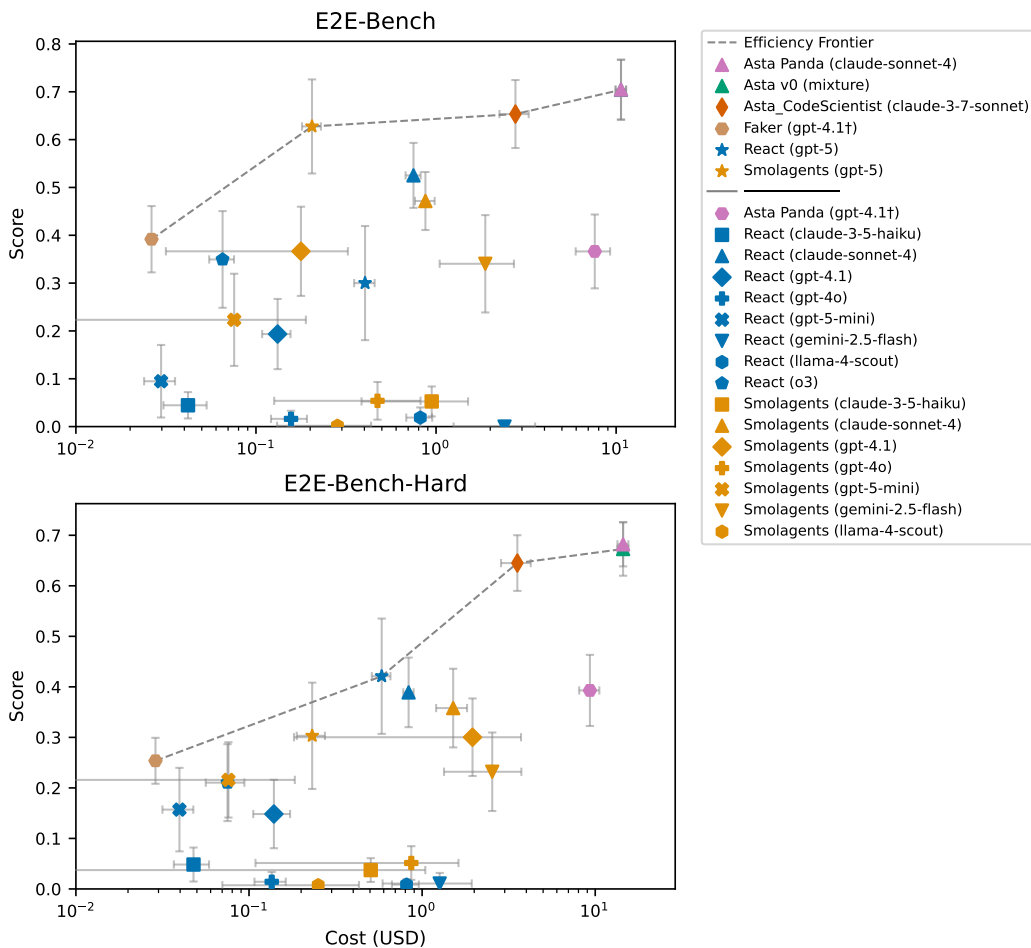 E2E-Bench
0.8
0.7
0.6
0.5
0.4
0.3
0.2
0.1
0.0
Score
10⁻²
10⁻¹
10⁰
10¹
E2E-Bench-Hard
0.7
0.6
0.5
0.4
0.3
0.2
0.1
0.0
Score
10⁻²
10⁻¹
10⁰
10¹
Cost (USD)
Efficiency Frontier
Asta Panda (claude-sonnet-4)
Asta v0 (mixture)
Asta_CodeScientist (claude-3-7-sonnet)
Faker (gpt-4.1†)
React (gpt-5)
Smolagents (gpt-5)
Asta Panda (gpt-4.1†)
React (claude-3-5-haiku)
React (claude-sonnet-4)
React (gpt-4.1)
React (gpt-4o)
React (gpt-5-mini)
React (gemini-2.5-flash)
React (llama-4-scout)
React (o3)
Smolagents (claude-3-5-haiku)
Smolagents (claude-sonnet-4)
Smolagents (gpt-4.1)
Smolagents (gpt-4o)
Smolagents (gpt-5-mini)
Smolagents (gemini-2.5-flash)
Smolagents (llama-4-scout)